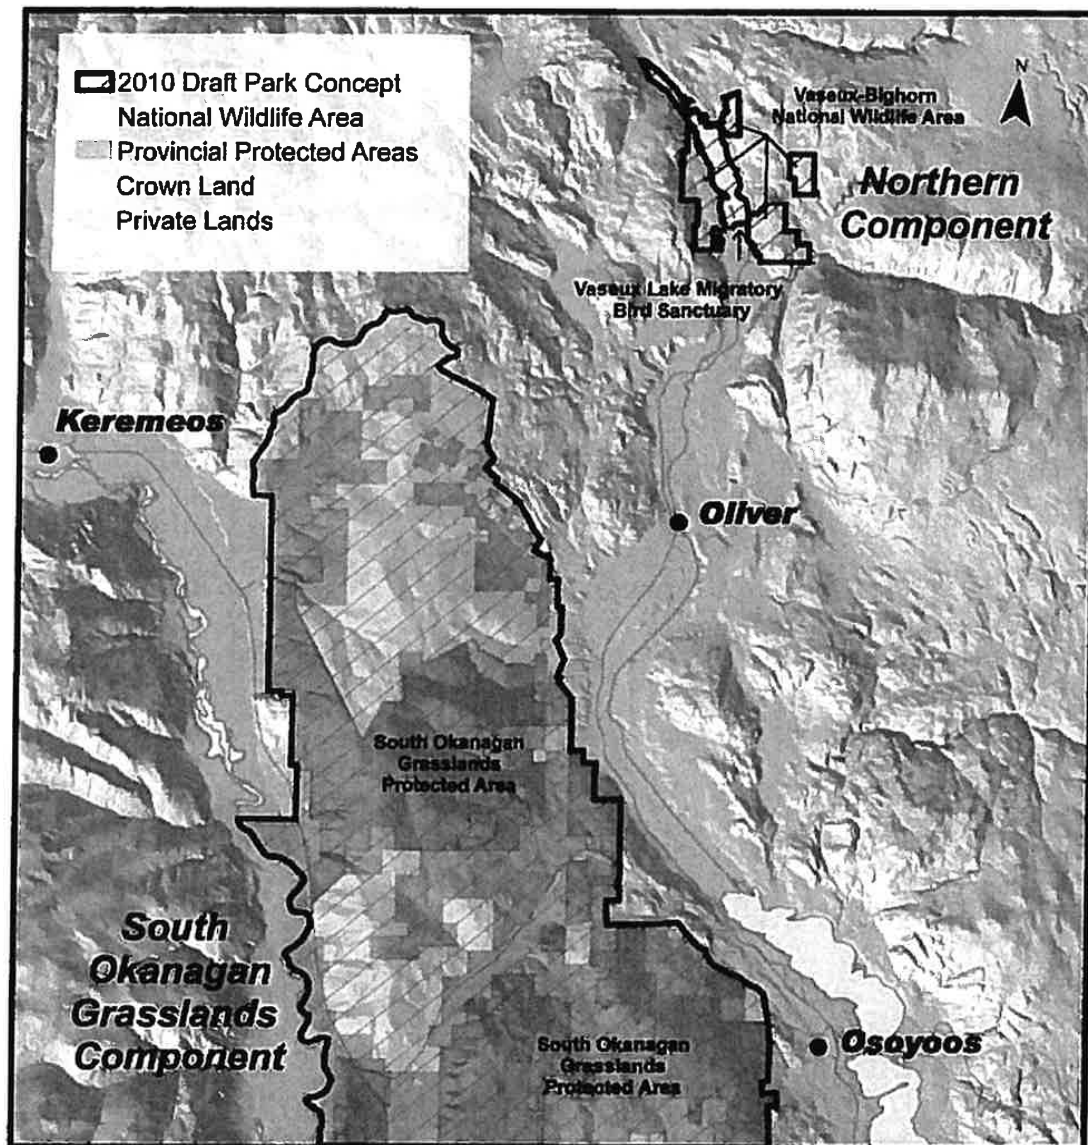 2010 Draft Park Concept
National Wildlife Area
Provincial Protected Areas
Crown Land
Private Lands
N
Vaseux-Bighorn
National Wildlife Area
Northern
Component
Vaseux Lake Migratory
Bird Sanctuary
Keremeos
Oliver
South Okanagan
Grasslands
Protected Area
South
Okanagan
Grasslands
Component
South Okanagan
Grasslands
Protected Area
Osoyoos